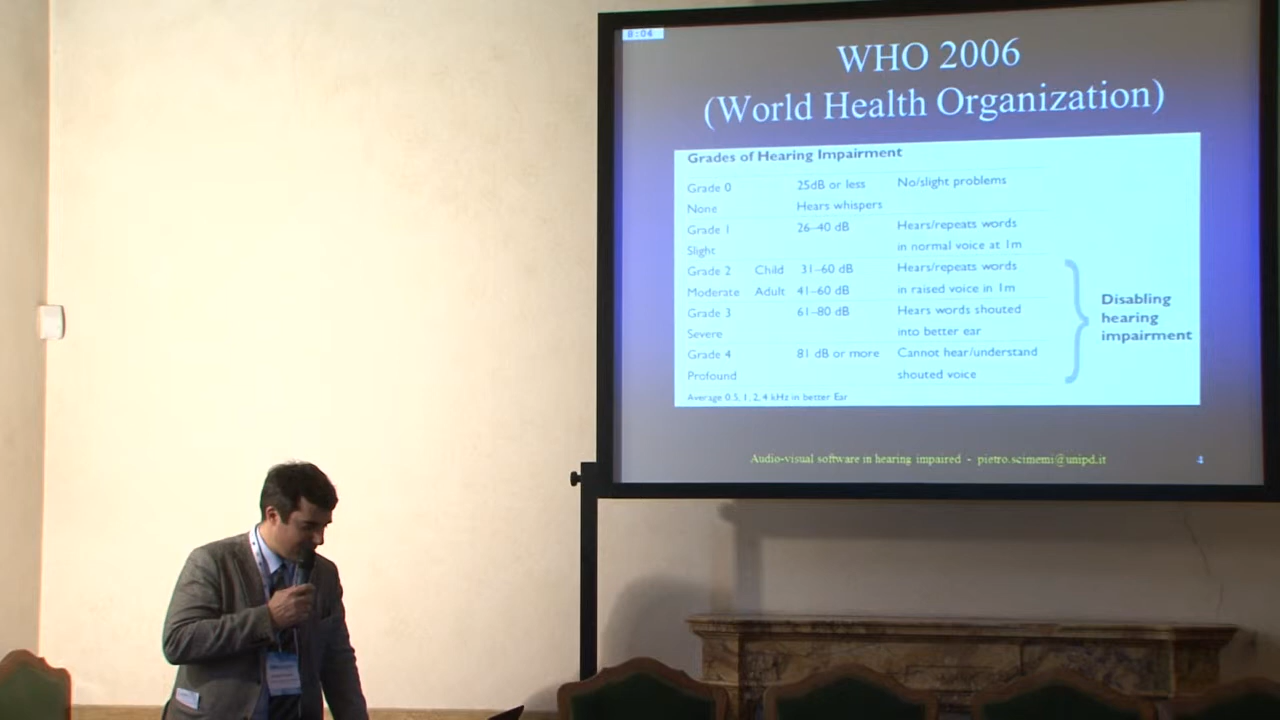 8:04
WHO 2006
(World Health Organization)
Grades of Hearing Impairment
Grade 0 25dB or less No/slight problems
None Hears whispers
Grade 1 26–40 dB Hears/repeats words
Slight in normal voice at 1m
Grade 2 Child 31–60 dB Hears/repeats words
Moderate Adult 41–60 dB in raised voice in 1m
Grade 3 61–80 dB Hears words shouted
Severe into better ear
Grade 4 81 dB or more Cannot hear/understand
Profound shouted voice
Average 0.5, 1, 2, 4 kHz in better Ear
Disabling
hearing
impairment
Audio-visual software in hearing impaired - pietro.scimemi@unipd.it 4